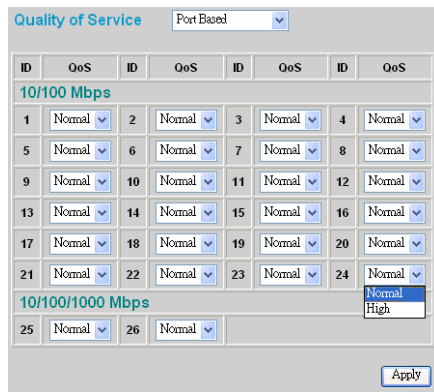 Quality of Service Port Based
ID QoS ID QoS ID QoS ID QoS
10/100 Mbps
1 Normal 2 Normal 3 Normal 4 Normal
5 Normal 6 Normal 7 Normal 8 Normal
9 Normal 10 Normal 11 Normal 12 Normal
13 Normal 14 Normal 15 Normal 16 Normal
17 Normal 18 Normal 19 Normal 20 Normal
21 Normal 22 Normal 23 Normal 24 Normal
Normal
High
10/100/1000 Mbps
25 Normal 26 Normal
Apply